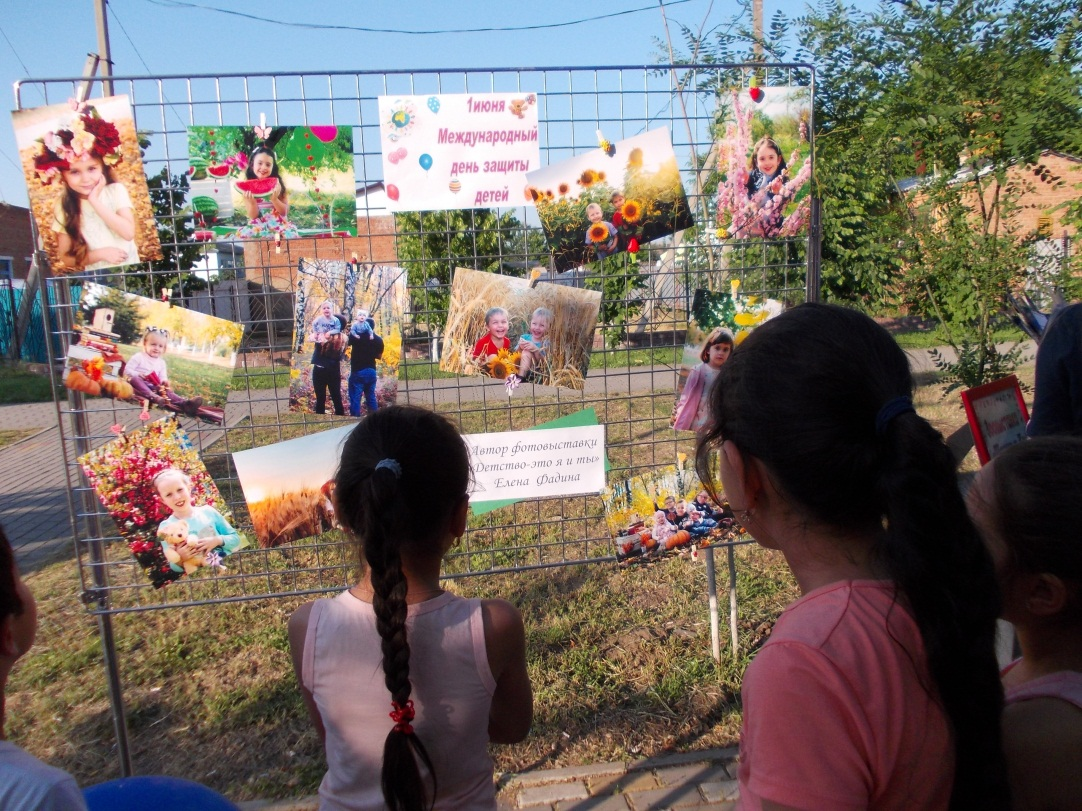 1июня
Международный
день защиты
детей
Автор фотовыставки
«Детство-это я и ты»
Елена Фадина